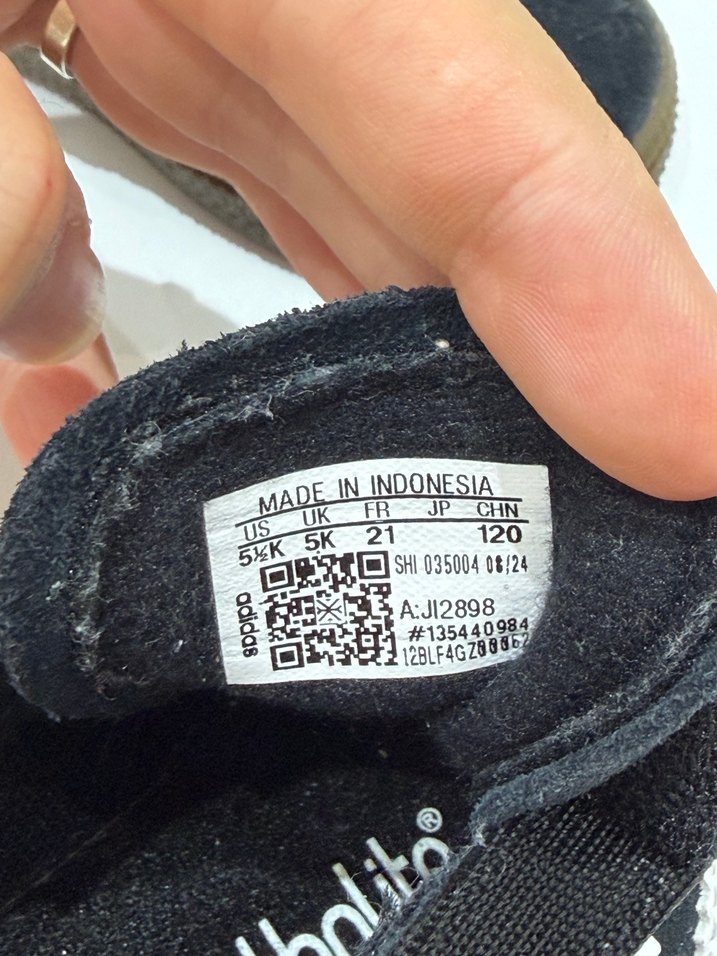 MADE IN INDONESIA
US UK FR JP CHN
5½K 5K 21 120
SHI 035004 08/24
adidas
A:JI2898
#135440984